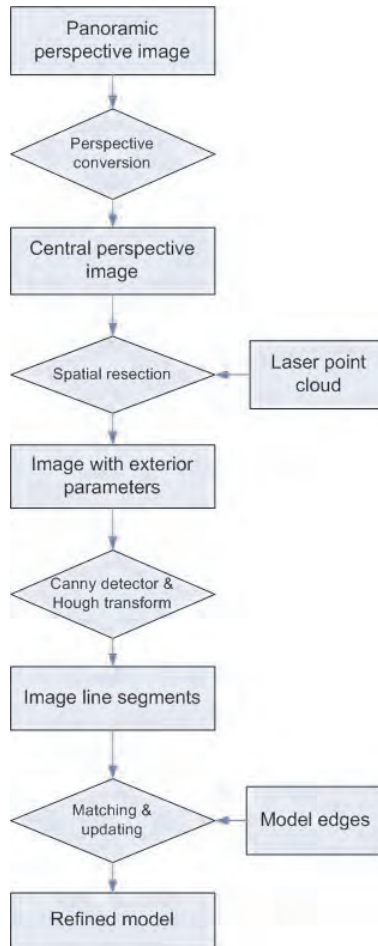 Panoramic
perspective image
Perspective
conversion
Central perspective
image
Spatial resection
Laser point
cloud
Image with exterior
parameters
Canny detector &
Hough transform
Image line segments
Matching &
updating
Model edges
Refined model